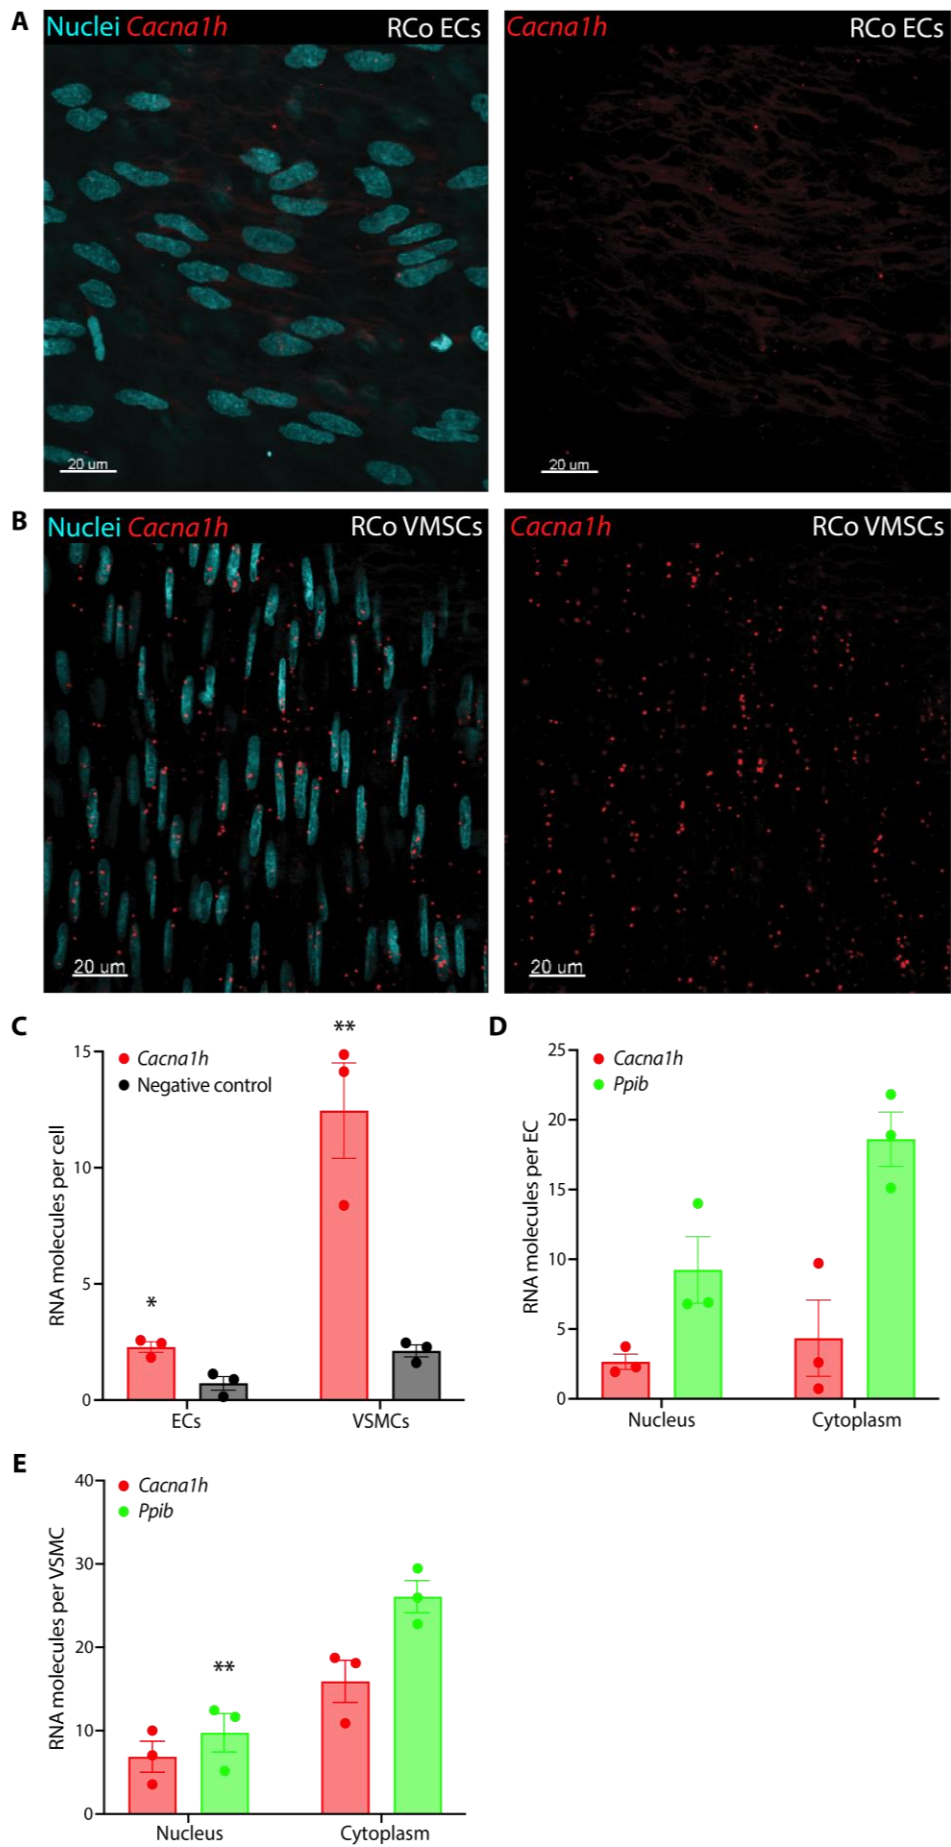 A
Nuclei Cacna1h RCo ECs
Cacna1h RCo ECs
20 um
20 um
B
Nuclei Cacna1h RCo VMSCs
Cacna1h RCo VMSCs
20 um
20 um
C
**
15
Cacna1h
Negative control
RNA molecules per cell
10
5
*
0
ECs VSMCs
D
25
Cacna1h
Ppib
20
RNA molecules per EC
15
10
5
0
Nucleus Cytoplasm
E
40
Cacna1h
Ppib
30
RNA molecules per VSMC
20
**
10
0
Nucleus Cytoplasm